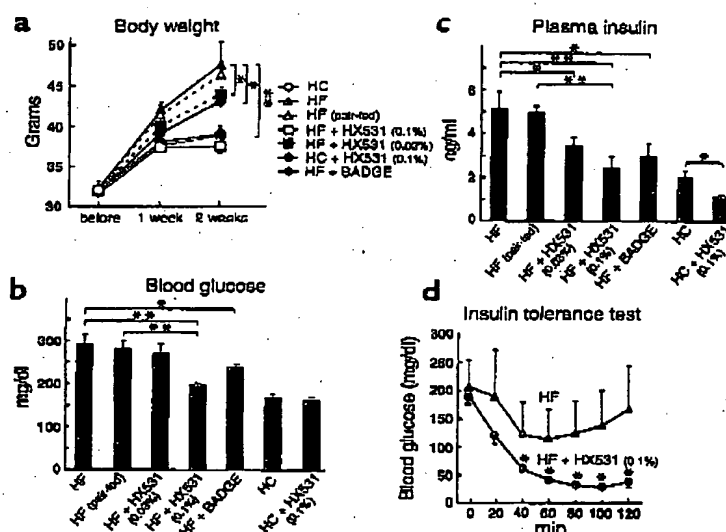 a
Body weight
50
45
40
35
30
Grams
before 1 week 2 weeks
HC
HF
HF (pair-fed)
HF + HX531 (0.1%)
HF + HX531 (0.03%)
HC + HX531 (0.1%)
HF + BADGE
**
*
*
b
Blood glucose
*
**
**
300
200
100
0
mg/dl
HF
HF (pair-fed)
HF + HX531 (0.03%)
HF + HX531 (0.1%)
HF + BADGE
HC
HC + HX531 (0.1%)
c
Plasma insulin
*
**
*
**
*
6
4
2
0
ng/ml
HF
HF (pair-fed)
HF + HX531 (0.03%)
HF + HX531 (0.1%)
HF + BADGE
HC
HC + HX531 (0.1%)
d
Insulin tolerance test
300
250
200
150
100
50
0
Blood glucose (mg/dl)
HF
HF + HX531 (0.1%)
* * * * *
0 20 40 60 80 100 120
min